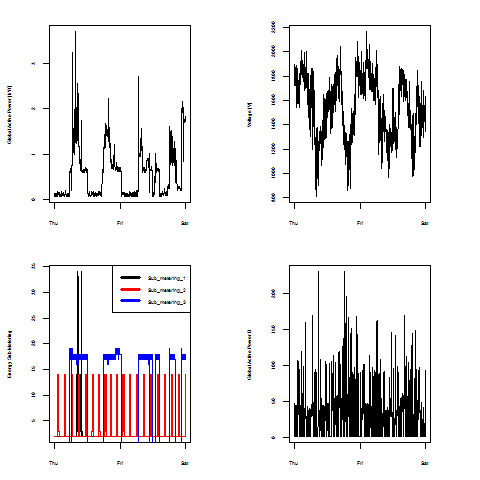 Global Active Power [kW]
0
1
2
3
Thu
Fri
Sat
Voltage [V]
800
1000
1200
1400
1600
1800
2000
2200
Thu
Fri
Sat
Energy Sub Metering
5
10
15
20
25
30
35
Sub_metering_1
Sub_metering_2
Sub_metering_3
Thu
Fri
Sat
Global Active Power []
0
50
100
150
200
Thu
Fri
Sat